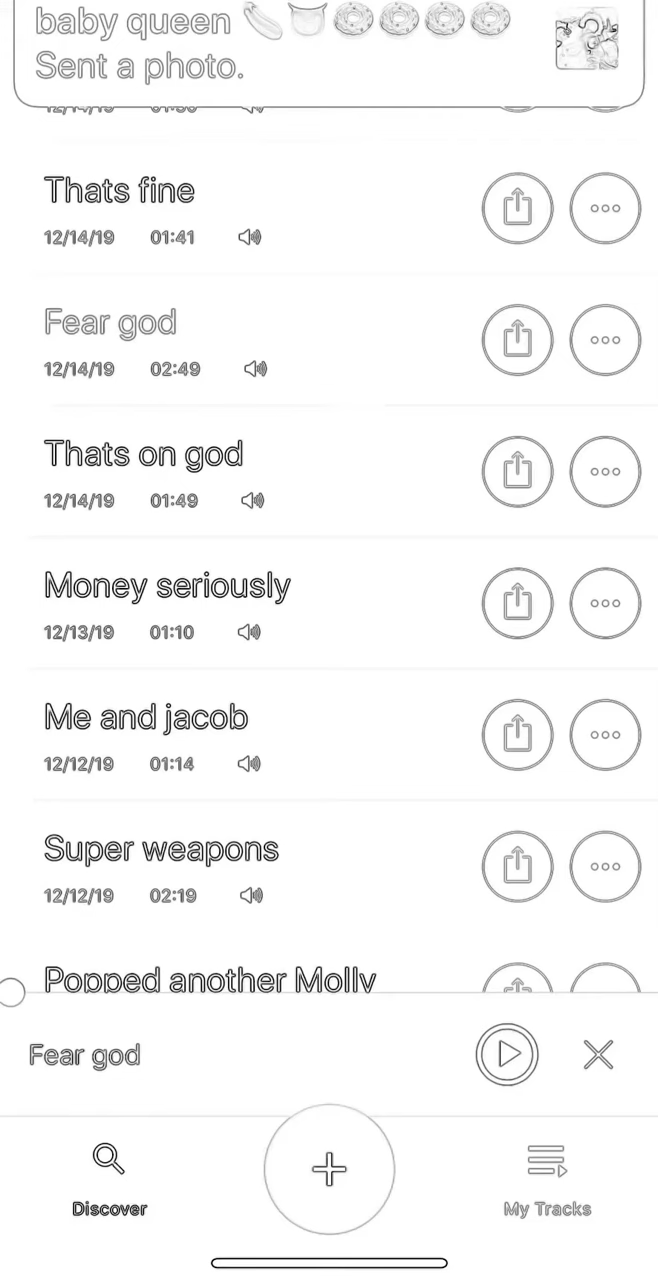 baby queen
Sent a photo.
Thats fine
12/14/19 01:41
Fear god
12/14/19 02:49
Thats on god
12/14/19 01:49
Money seriously
12/13/19 01:10
Me and jacob
12/12/19 01:14
Super weapons
12/12/19 02:19
Popped another Molly
Fear god
Discover
My Tracks